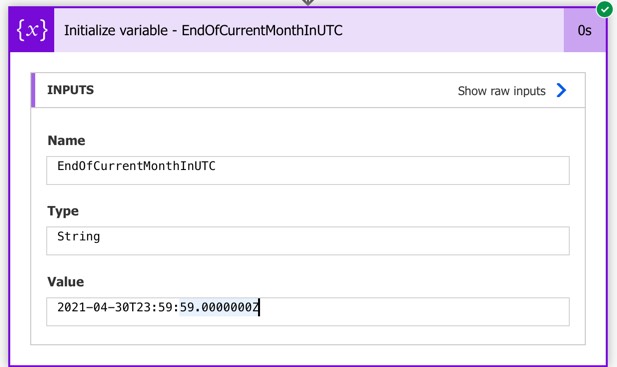 {x} Initialize variable - EndOfCurrentMonthInUTC 0s
INPUTS Show raw inputs
Name
EndOfCurrentMonthInUTC
Type
String
Value
2021-04-30T23:59:59.0000000Z